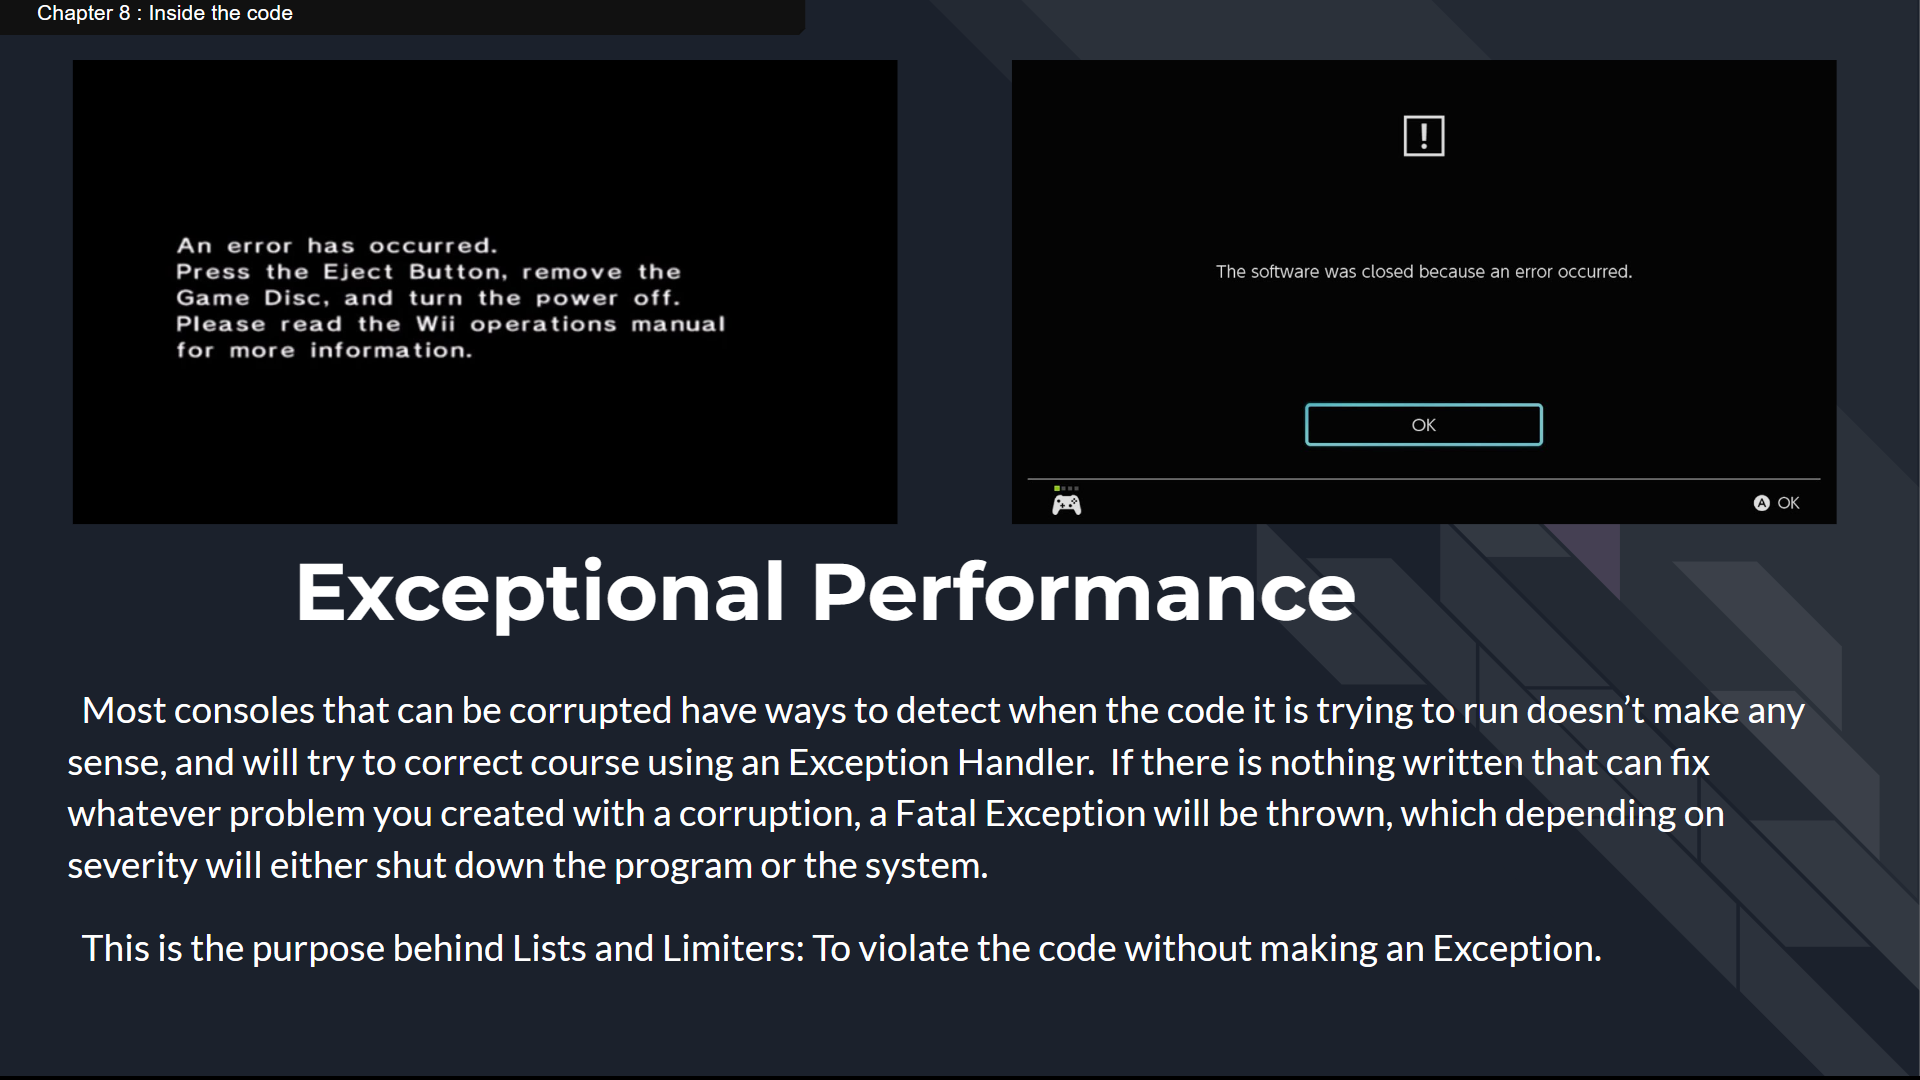 Chapter 8 : Inside the code
An error has occurred.
Press the Eject Button, remove the
Game Disc, and turn the power off.
Please read the Wii operations manual
for more information.
!
The software was closed because an error occurred.
OK
A OK
Exceptional Performance
Most consoles that can be corrupted have ways to detect when the code it is trying to run doesn’t make any
sense, and will try to correct course using an Exception Handler.  If there is nothing written that can fix
whatever problem you created with a corruption, a Fatal Exception will be thrown, which depending on
severity will either shut down the program or the system.
This is the purpose behind Lists and Limiters: To violate the code without making an Exception.